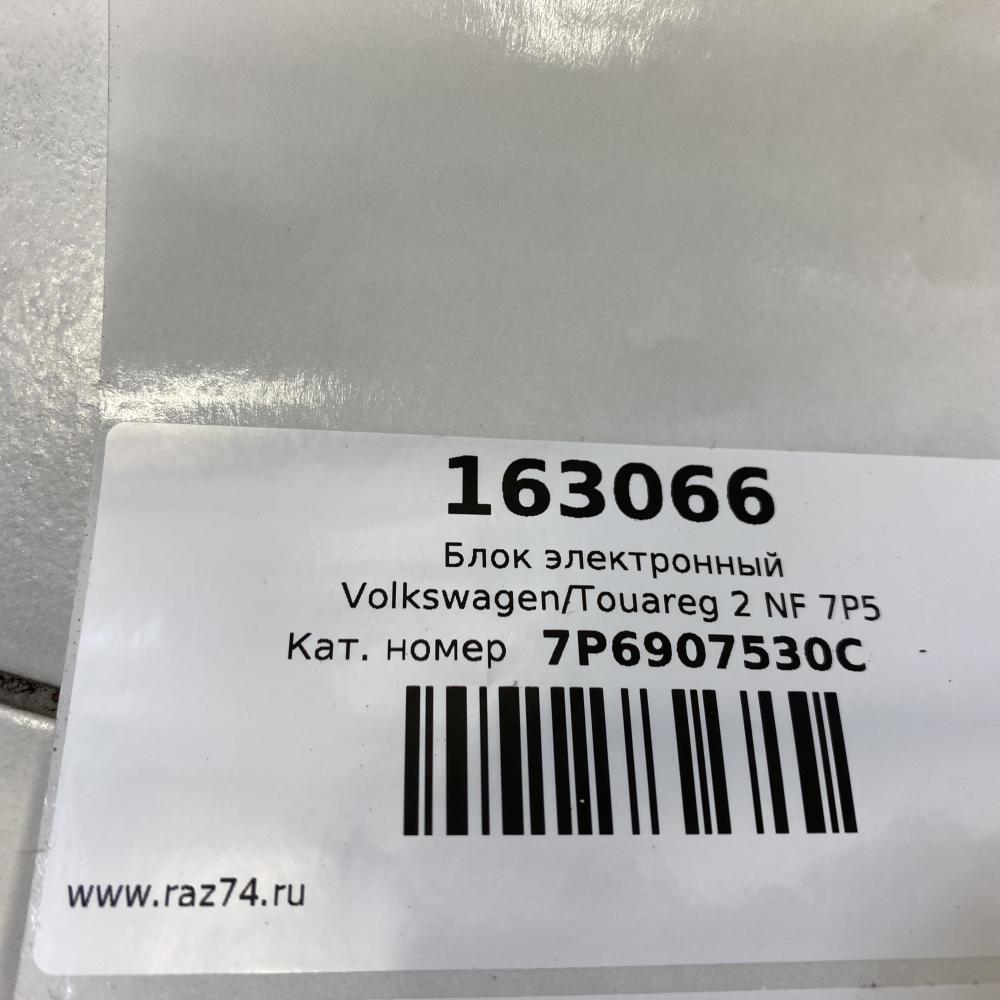 163066
Блок электронный
Volkswagen/Touareg 2 NF 7P5
Кат. номер 7P6907530C
www.raz74.ru